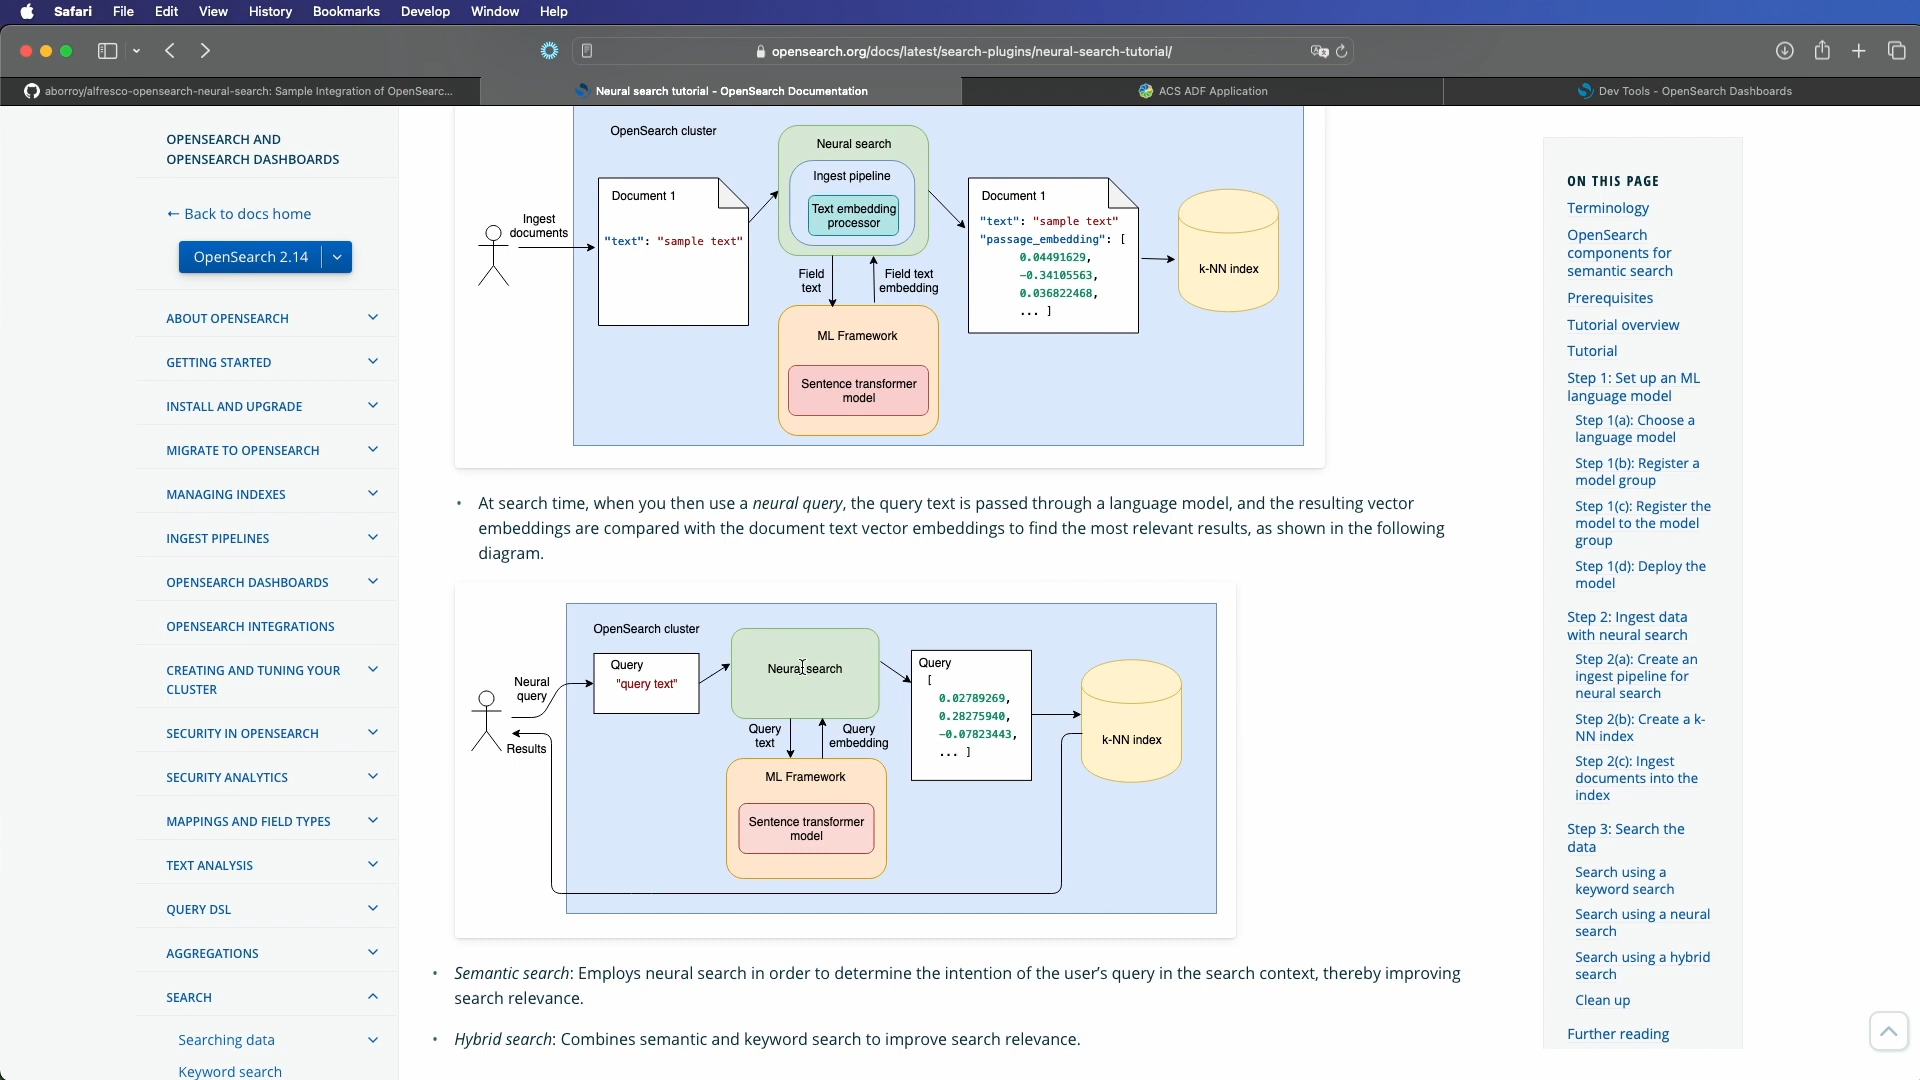 Safari File Edit View History Bookmarks Develop Window Help
opensearch.org/docs/latest/search-plugins/neural-search-tutorial/
aborroy/alfresco-opensearch-neural-search: Sample Integration of OpenSearc...
Neural search tutorial - OpenSearch Documentation
ACS ADF Application
Dev Tools - OpenSearch Dashboards
OPENSEARCH AND
OPENSEARCH DASHBOARDS
← Back to docs home
OpenSearch 2.14
ABOUT OPENSEARCH
GETTING STARTED
INSTALL AND UPGRADE
MIGRATE TO OPENSEARCH
MANAGING INDEXES
INGEST PIPELINES
OPENSEARCH DASHBOARDS
OPENSEARCH INTEGRATIONS
CREATING AND TUNING YOUR
CLUSTER
SECURITY IN OPENSEARCH
SECURITY ANALYTICS
MAPPINGS AND FIELD TYPES
TEXT ANALYSIS
QUERY DSL
AGGREGATIONS
SEARCH
Searching data
Keyword search
OpenSearch cluster
Ingest
documents
Document 1
"text": "sample text"
Neural search
Ingest pipeline
Text embedding
processor
Field
text
Field text
embedding
ML Framework
Sentence transformer
model
Document 1
"text": "sample text"
"passage_embedding": [
0.04491629,
-0.34105563,
0.036822468,
... ]
k-NN index
• At search time, when you then use a neural query, the query text is passed through a language model, and the resulting vector
embeddings are compared with the document text vector embeddings to find the most relevant results, as shown in the following
diagram.
OpenSearch cluster
Neural
query
Results
Query
"query text"
Neural search
Query
text
Query
embedding
ML Framework
Sentence transformer
model
Query
[
0.02789269,
0.28275940,
-0.07823443,
... ]
k-NN index
• Semantic search: Employs neural search in order to determine the intention of the user's query in the search context, thereby improving
search relevance.
• Hybrid search: Combines semantic and keyword search to improve search relevance.
ON THIS PAGE
Terminology
OpenSearch
components for
semantic search
Prerequisites
Tutorial overview
Tutorial
Step 1: Set up an ML
language model
Step 1(a): Choose a
language model
Step 1(b): Register a
model group
Step 1(c): Register the
model to the model
group
Step 1(d): Deploy the
model
Step 2: Ingest data
with neural search
Step 2(a): Create an
ingest pipeline for
neural search
Step 2(b): Create a k-
NN index
Step 2(c): Ingest
documents into the
index
Step 3: Search the
data
Search using a
keyword search
Search using a neural
search
Search using a hybrid
search
Clean up
Further reading